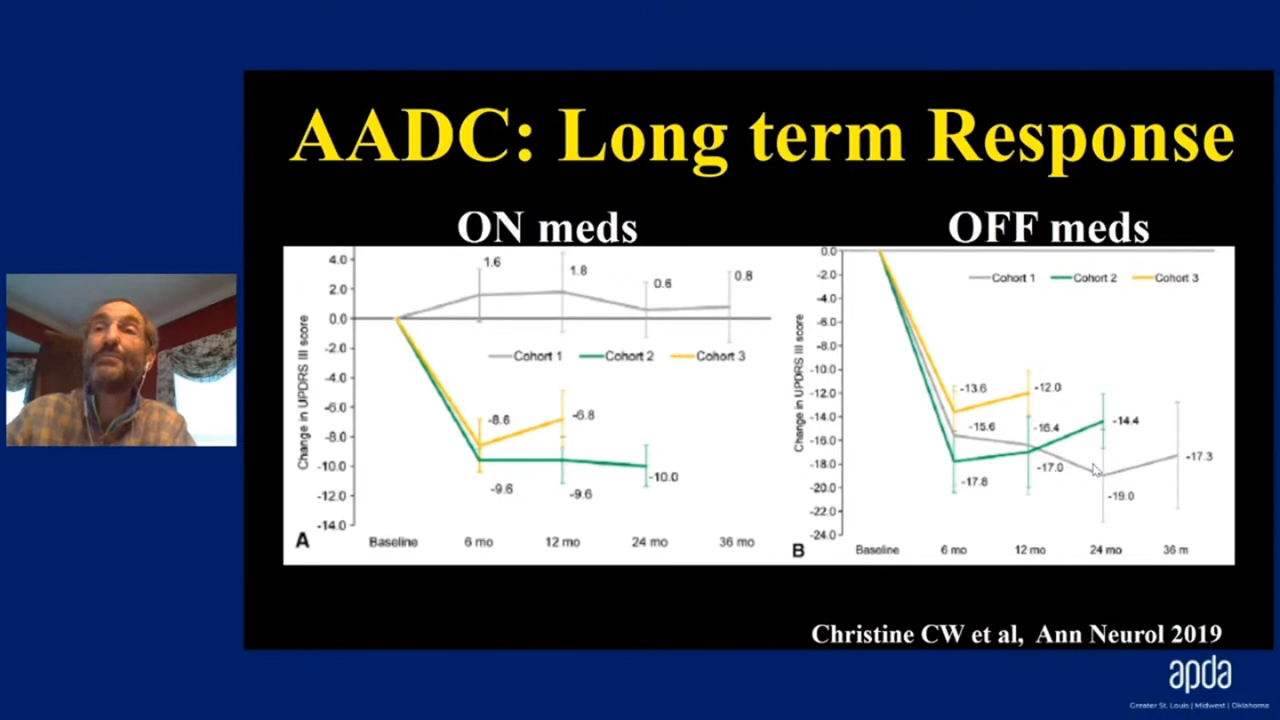 AADC: Long term Response
ON meds
OFF meds
4.0
2.0
0.0
-2.0
-4.0
-6.0
-8.0
-10.0
-12.0
-14.0
Change in UPDRS III score
1.6
1.8
0.6
0.8
Cohort 1
Cohort 2
Cohort 3
-8.6
-6.8
-9.6
-9.6
-10.0
A
Baseline
6 mo
12 mo
24 mo
36 mo
0.0
-2.0
-4.0
-6.0
-8.0
-10.0
-12.0
-14.0
-16.0
-18.0
-20.0
-22.0
-24.0
Change in UPDRS III score
Cohort 1
Cohort 2
Cohort 3
-13.6
-12.0
-15.6
-16.4
-14.4
-17.8
-17.0
-19.0
-17.3
B
Baseline
6 mo
12 mo
24 mo
36 m
Christine CW et al, Ann Neurol 2019
apda
Greater St. Louis | Midwest | Oklahoma